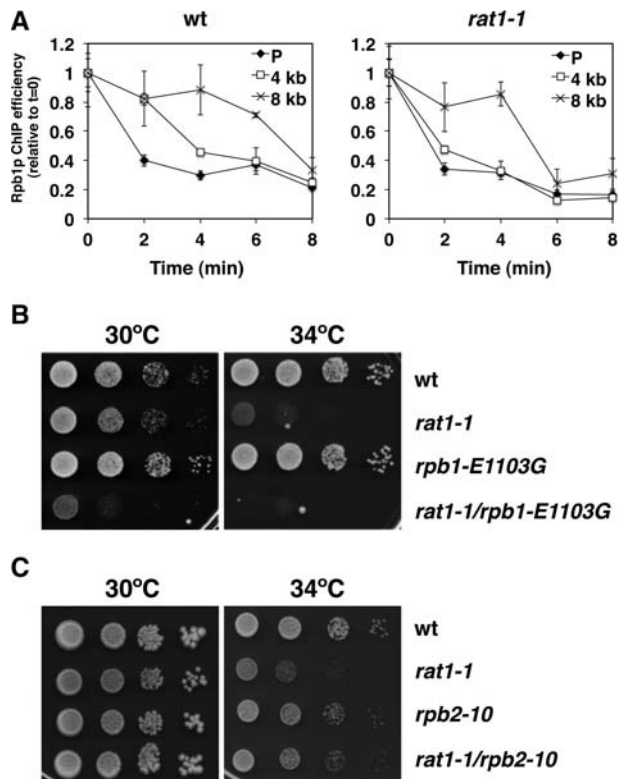 A
wt
rat1-1
Rpb1p ChIP efficiency
(relative to t=0)
1.2
1
0.8
0.6
0.4
0.2
0
P
4 kb
8 kb
0 2 4 6 8
Time (min)
1.2
1
0.8
0.6
0.4
0.2
0
P
4 kb
8 kb
0 2 4 6 8
Time (min)
B
30°C
34°C
wt
rat1-1
rpb1-E1103G
rat1-1/rpb1-E1103G
C
30°C
34°C
wt
rat1-1
rpb2-10
rat1-1/rpb2-10